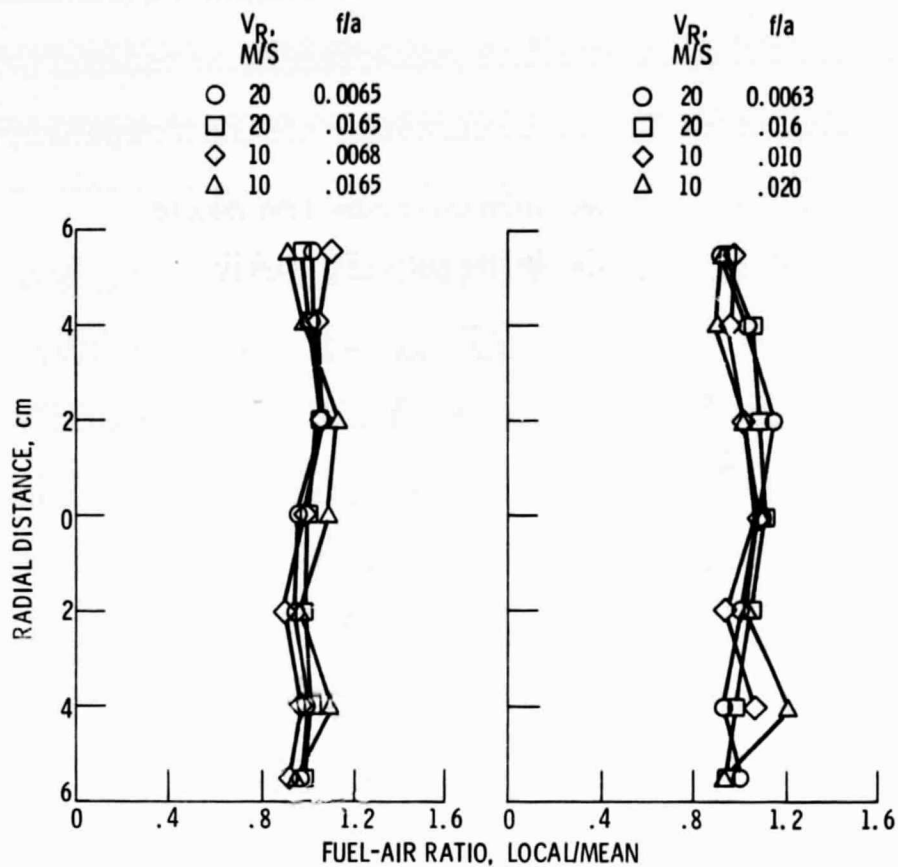 V_R, f/a
M/S
20 0.0065
20 .0165
10 .0068
10 .0165
V_R, f/a
M/S
20 0.0063
20 .016
10 .010
10 .020
RADIAL DISTANCE, cm
6
4
2
0
2
4
6
0 .4 .8 1.2 1.6
0 .4 .8 1.2 1.6
FUEL-AIR RATIO, LOCAL/MEAN